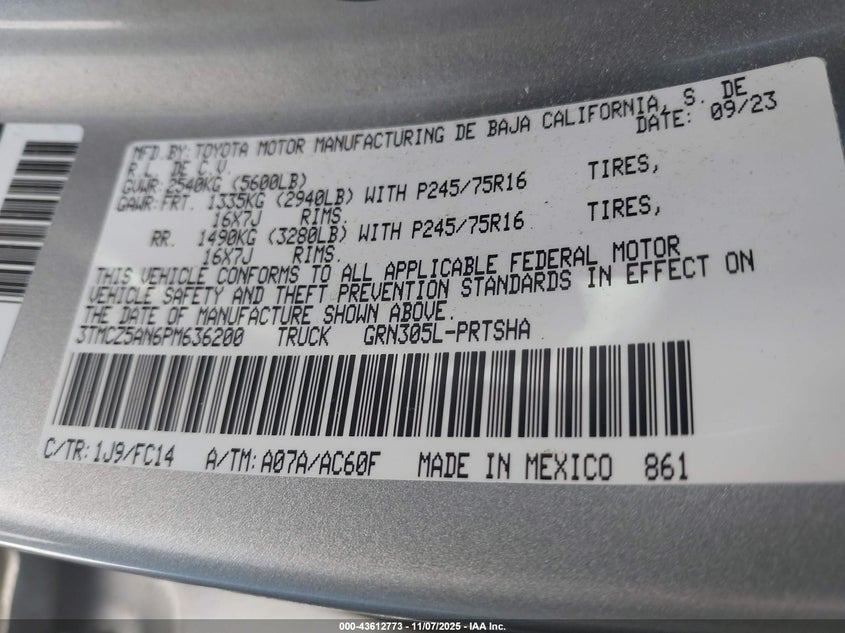 MFD.BY: TOYOTA MOTOR MANUFACTURING DE BAJA CALIFORNIA, S. DE
R.L. DE C.V. DATE: 09/23
GVWR: 2540KG (5600LB)
GAWR: FRT. 1335KG (2940LB) WITH P245/75R16 TIRES,
16X7J RIMS.
RR. 1490KG (3280LB) WITH P245/75R16 TIRES,
16X7J RIMS.
THIS VEHICLE CONFORMS TO ALL APPLICABLE FEDERAL MOTOR
VEHICLE SAFETY AND THEFT PREVENTION STANDARDS IN EFFECT ON
THE DATE OF MANUFACTURE SHOWN ABOVE.
3TMCZ5AN6PM636200 TRUCK GRN305L-PRTSHA
C/TR: 1J9/FC14 A/TM: A07A/AC60F MADE IN MEXICO 861
000-43612773 - 11/07/2025 - IAA Inc.